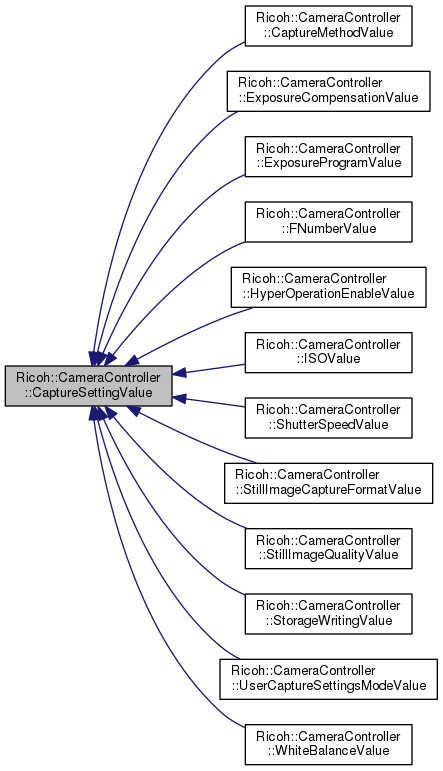 Ricoh::CameraController
::CaptureMethodValue
Ricoh::CameraController
::ExposureCompensationValue
Ricoh::CameraController
::ExposureProgramValue
Ricoh::CameraController
::FNumberValue
Ricoh::CameraController
::HyperOperationEnableValue
Ricoh::CameraController
::ISOValue
Ricoh::CameraController
::CaptureSettingValue
Ricoh::CameraController
::ShutterSpeedValue
Ricoh::CameraController
::StillImageCaptureFormatValue
Ricoh::CameraController
::StillImageQualityValue
Ricoh::CameraController
::StorageWritingValue
Ricoh::CameraController
::UserCaptureSettingsModeValue
Ricoh::CameraController
::WhiteBalanceValue